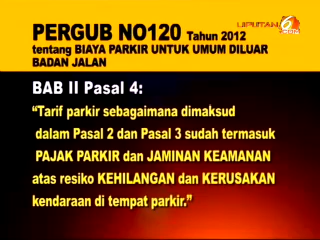 PERGUB NO120 Tahun 2012
LIPUTAN6.COM
tentang BIAYA PARKIR UNTUK UMUM DILUAR
BADAN JALAN
BAB II Pasal 4:
“Tarif parkir sebagaimana dimaksud
dalam Pasal 2 dan Pasal 3 sudah termasuk
PAJAK PARKIR dan JAMINAN KEAMANAN
atas resiko KEHILANGAN dan KERUSAKAN
kendaraan di tempat parkir.”